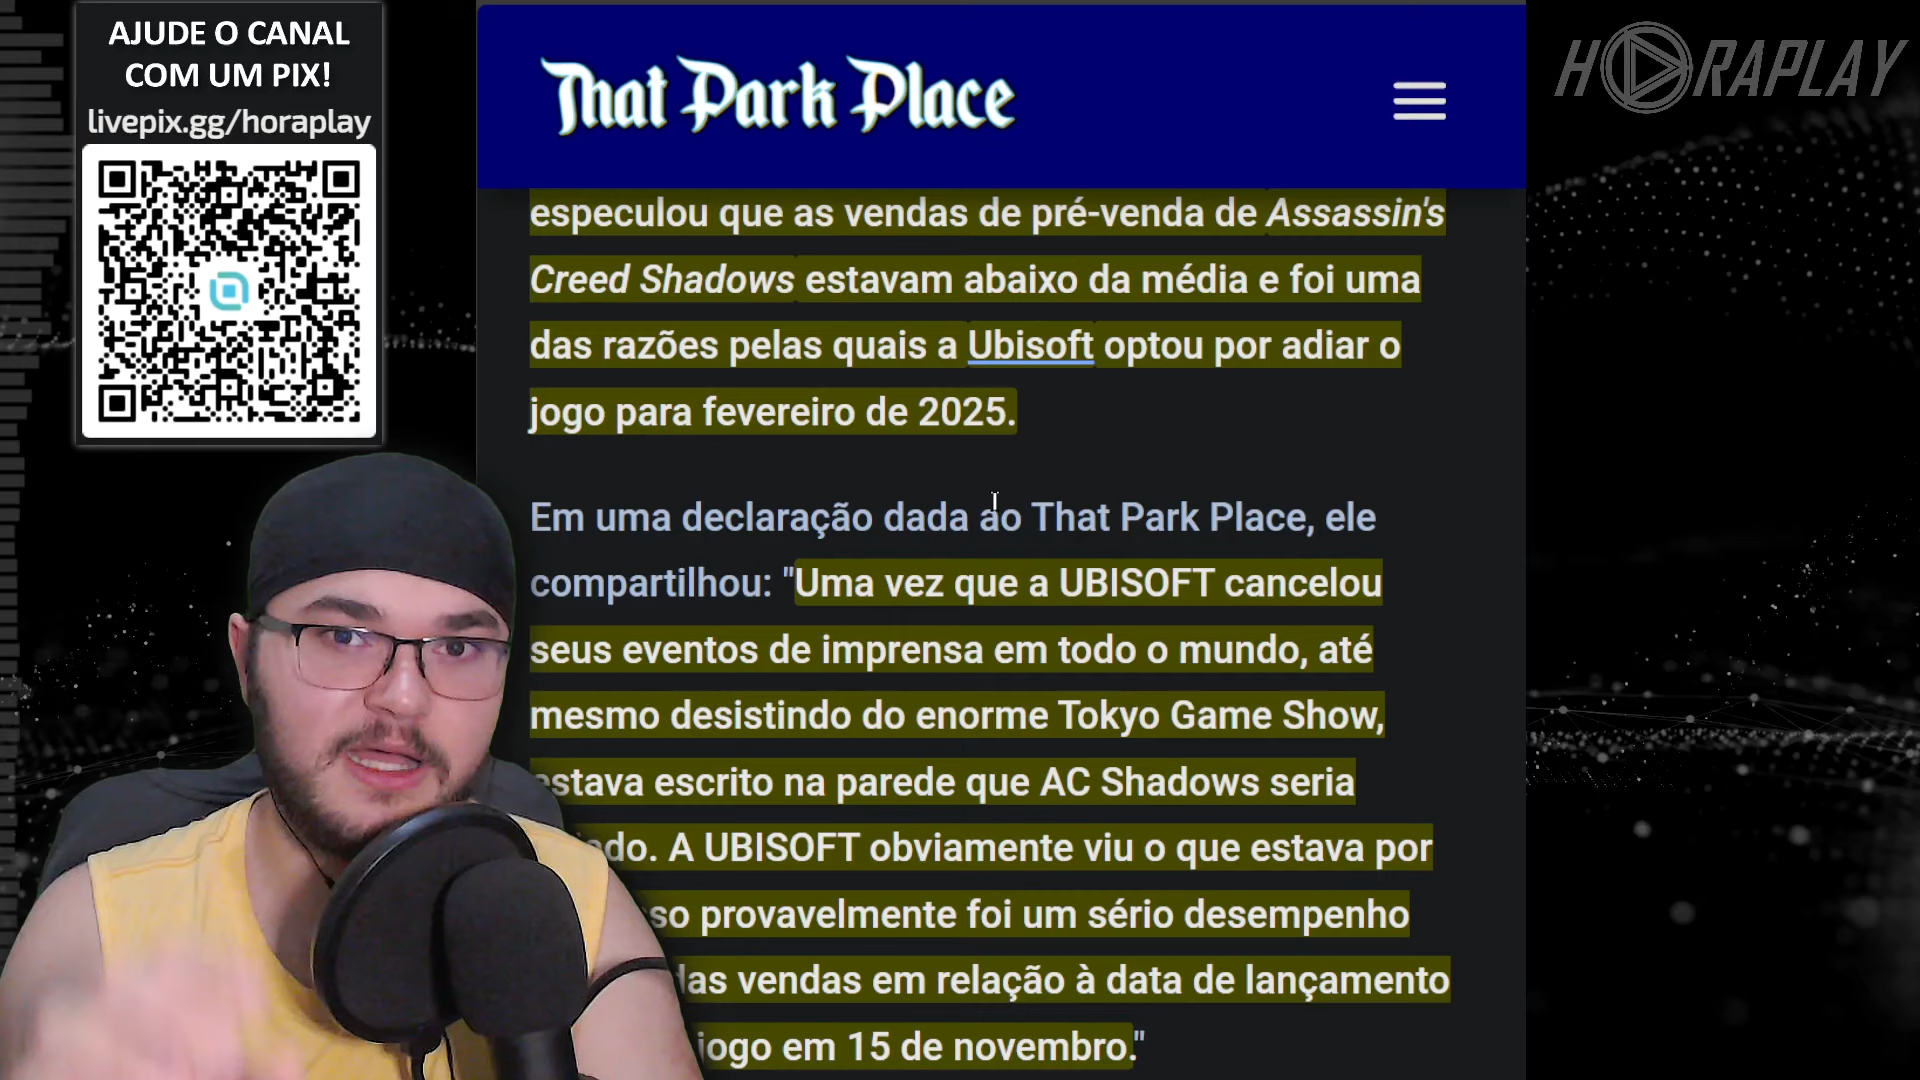 AJUDE O CANAL
COM UM PIX!
livepix.gg/horaplay
HORAPLAY
That Park Place
especulou que as vendas de pré-venda de Assassin's
Creed Shadows estavam abaixo da média e foi uma
das razões pelas quais a Ubisoft optou por adiar o
jogo para fevereiro de 2025.
Em uma declaração dada ao That Park Place, ele
compartilhou: "Uma vez que a UBISOFT cancelou
seus eventos de imprensa em todo o mundo, até
mesmo desistindo do enorme Tokyo Game Show,
estava escrito na parede que AC Shadows seria
A UBISOFT obviamente viu o que estava por
provavelmente foi um sério desempenho
vendas em relação à data de lançamento
jogo em 15 de novembro."